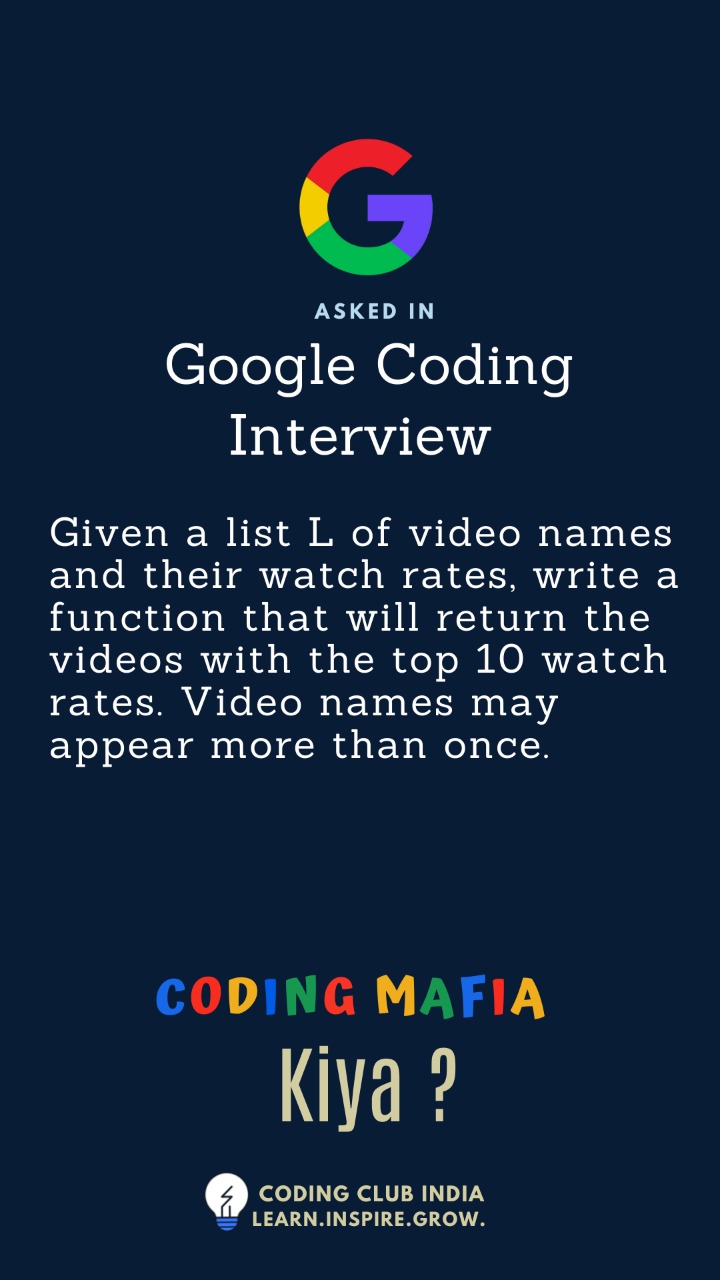 ASKED IN
Google Coding
Interview
Given a list L of video names
and their watch rates, write a
function that will return the
videos with the top 10 watch
rates. Video names may
appear more than once.
CODING MAFIA
Kiya ?
CODING CLUB INDIA
LEARN.INSPIRE.GROW.